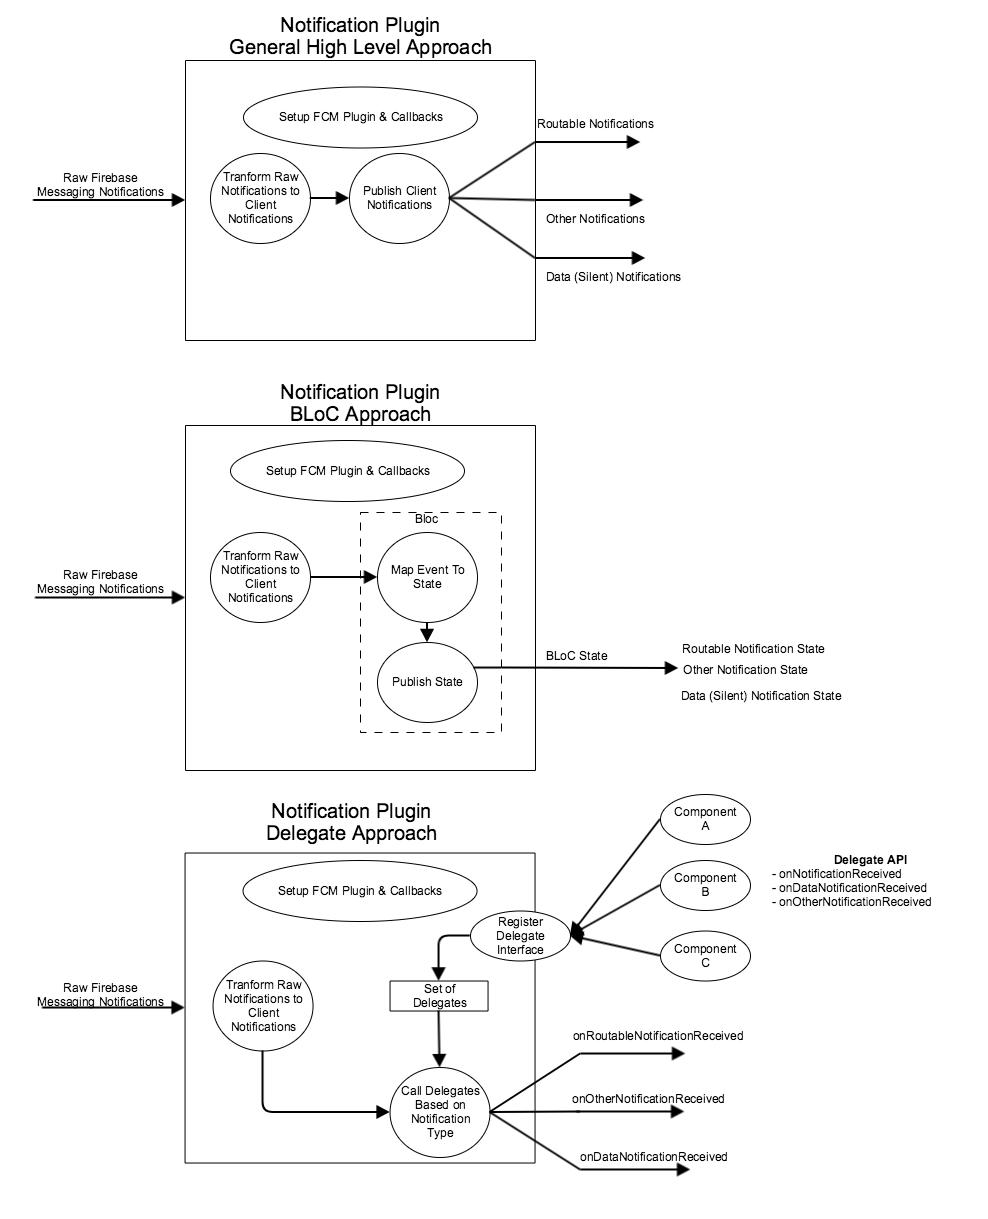 Notification Plugin
General High Level Approach
Setup FCM Plugin & Callbacks
Routable Notifications
Raw Firebase
Messaging Notifications
Tranform Raw
Notifications to
Client
Notifications
Publish Client
Notifications
Other Notifications
Data (Silent) Notifications
Notification Plugin
BLoC Approach
Setup FCM Plugin & Callbacks
Bloc
Raw Firebase
Messaging Notifications
Tranform Raw
Notifications to
Client
Notifications
Map Event To
State
Publish State
BLoC State
Routable Notification State
Other Notification State
Data (Silent) Notification State
Notification Plugin
Delegate Approach
Setup FCM Plugin & Callbacks
Component
A
Component
B
Component
C
Delegate API
- onNotificationReceived
- onDataNotificationReceived
- onOtherNotificationReceived
Register
Delegate
Interface
Set of
Delegates
Raw Firebase
Messaging Notifications
Tranform Raw
Notifications to
Client
Notifications
Call Delegates
Based on
Notification
Type
onRoutableNotificationReceived
onOtherNotificationReceived
onDataNotificationReceived